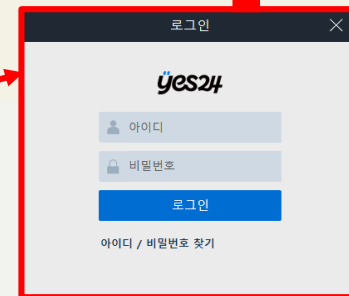 로그인
yes24
아이디
비밀번호
로그인
아이디 / 비밀번호 찾기